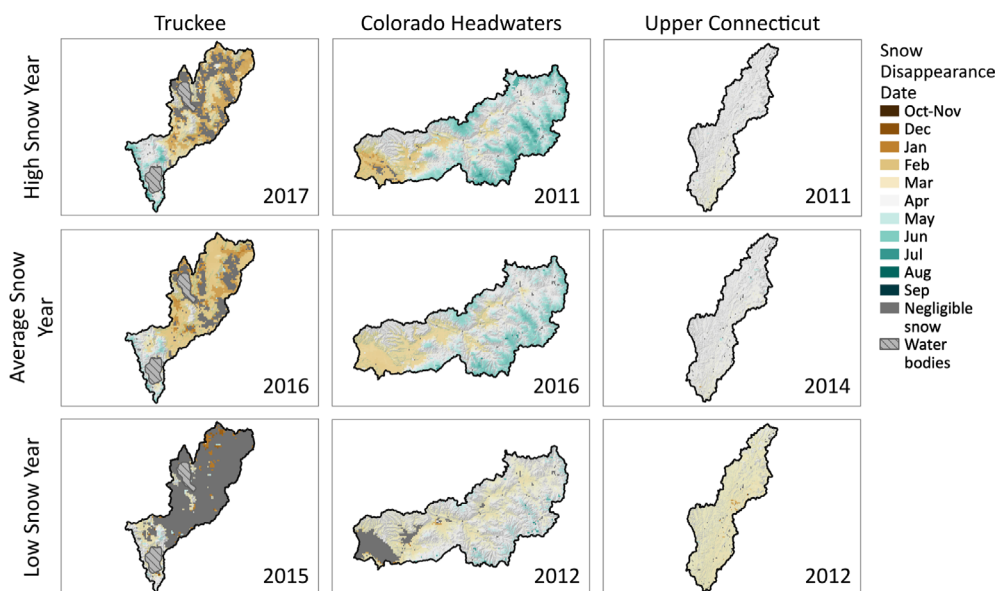 Truckee
Colorado Headwaters
Upper Connecticut
High Snow Year
2017
2011
2011
Average Snow
Year
2016
2016
2014
Low Snow Year
2015
2012
2012
Snow
Disappearance
Date
Oct-Nov
Dec
Jan
Feb
Mar
Apr
May
Jun
Jul
Aug
Sep
Negligible
snow
Water
bodies